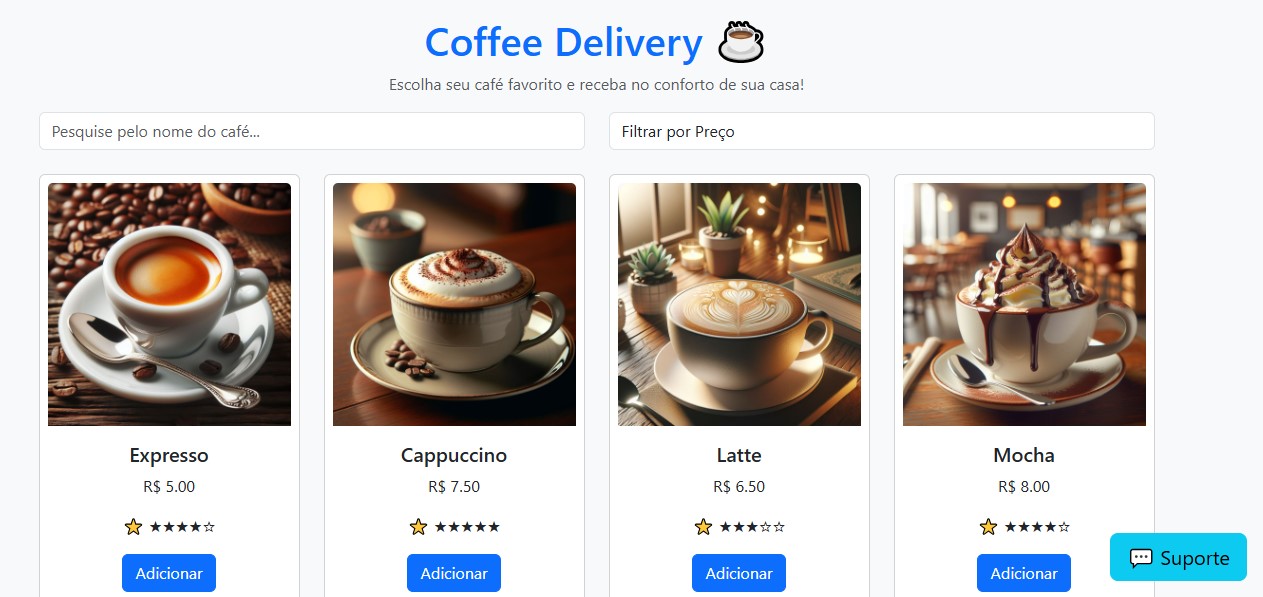 Coffee Delivery ☕
Escolha seu café favorito e receba no conforto de sua casa!
Pesquise pelo nome do café...
Filtrar por Preço
Expresso
R$ 5.00
⭐ ★★★★☆
Adicionar
Cappuccino
R$ 7.50
⭐ ★★★★★
Adicionar
Latte
R$ 6.50
⭐ ★★★☆☆
Adicionar
Mocha
R$ 8.00
⭐ ★★★★☆
Adicionar
💬 Suporte